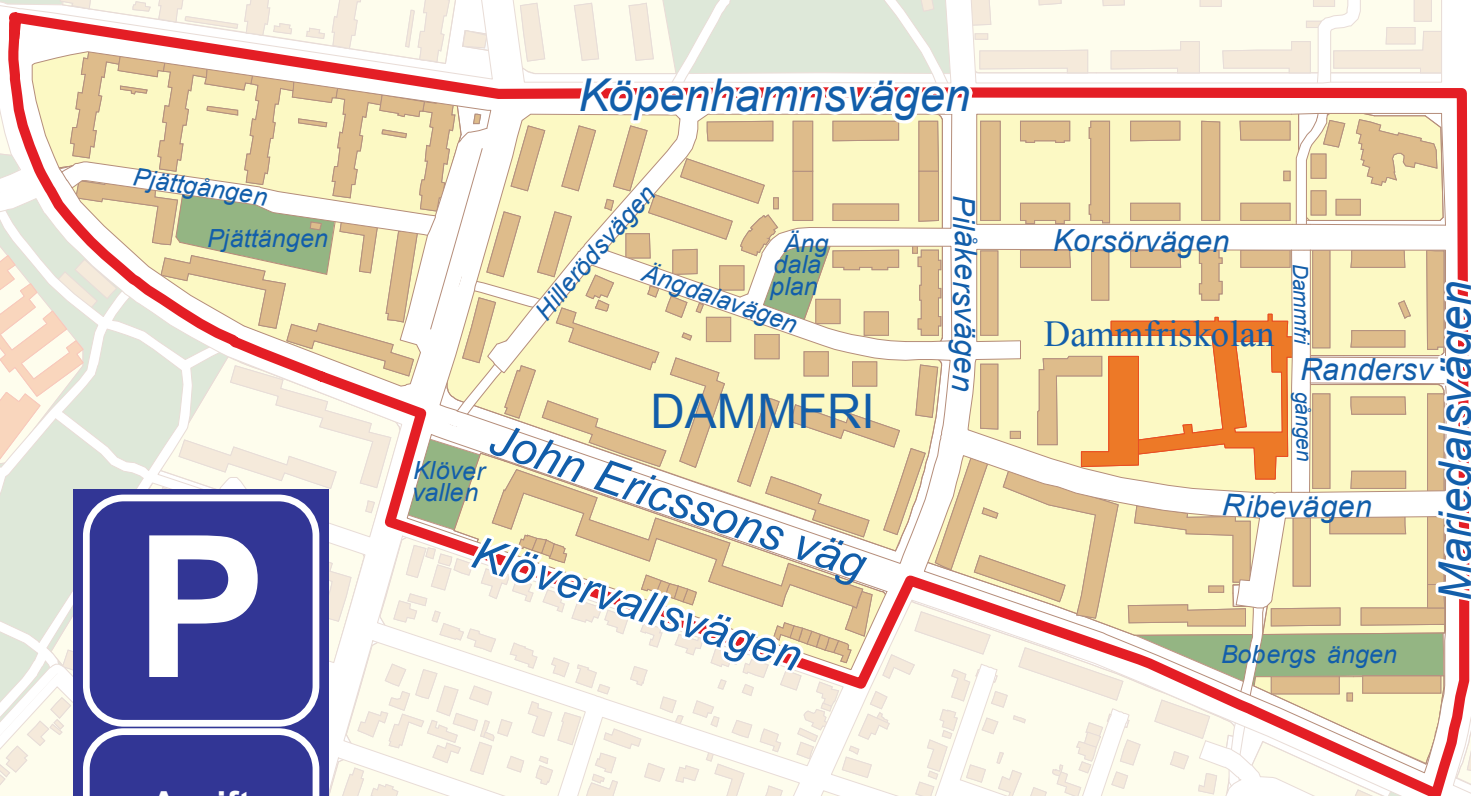 Köpenhamnsvägen
Pjättgången
Pjättängen
Hillerödsvägen
Äng
dala
plan
Ängdalavägen
Pilåkersvägen
Korsörvägen
Dammfri
gången
Dammfriskolan
Randersv
Mariedalsvägen
DAMMFRI
John Ericssons väg
Klöver
vallen
Klövervallsvägen
Ribevägen
Bobergs ängen
P